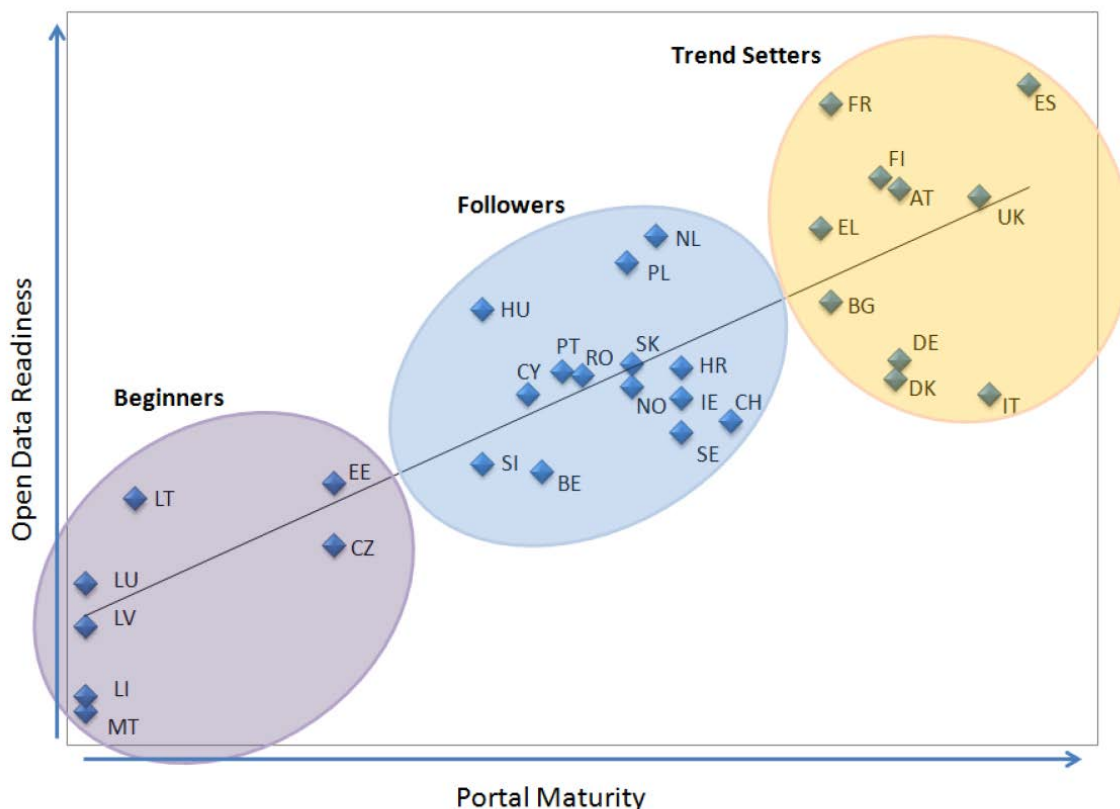 Trend Setters
ES
FR
FI
AT
UK
Followers
EL
NL
PL
BG
HU
PT
RO
SK
HR
DE
CY
DK
NO
IE
CH
IT
Beginners
SE
SI
BE
EE
LT
CZ
LU
LV
LI
MT
Open Data Readiness
Portal Maturity